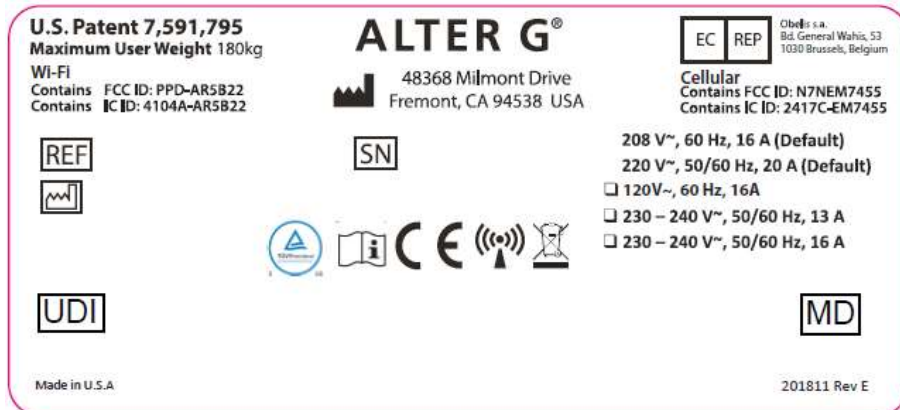 U.S. Patent 7,591,795
Maximum User Weight 180kg
Wi-Fi
Contains FCC ID: PPD-AR5B22
Contains IC ID: 4104A-AR5B22
ALTER G®
48368 Milmont Drive
Fremont, CA 94538 USA
EC REP
Obelis s.a.
Bd. General Wahis, 53
1030 Brussels, Belgium
Cellular
Contains FCC ID: N7NEM7455
Contains IC ID: 2417C-EM7455
REF
SN
208 V~, 60 Hz, 16 A (Default)
220 V~, 50/60 Hz, 20 A (Default)
❑ 120V~, 60 Hz, 16A
❑ 230 – 240 V~, 50/60 Hz, 13 A
❑ 230 – 240 V~, 50/60 Hz, 16 A
i
CE
UDI
MD
Made in U.S.A
201811 Rev E